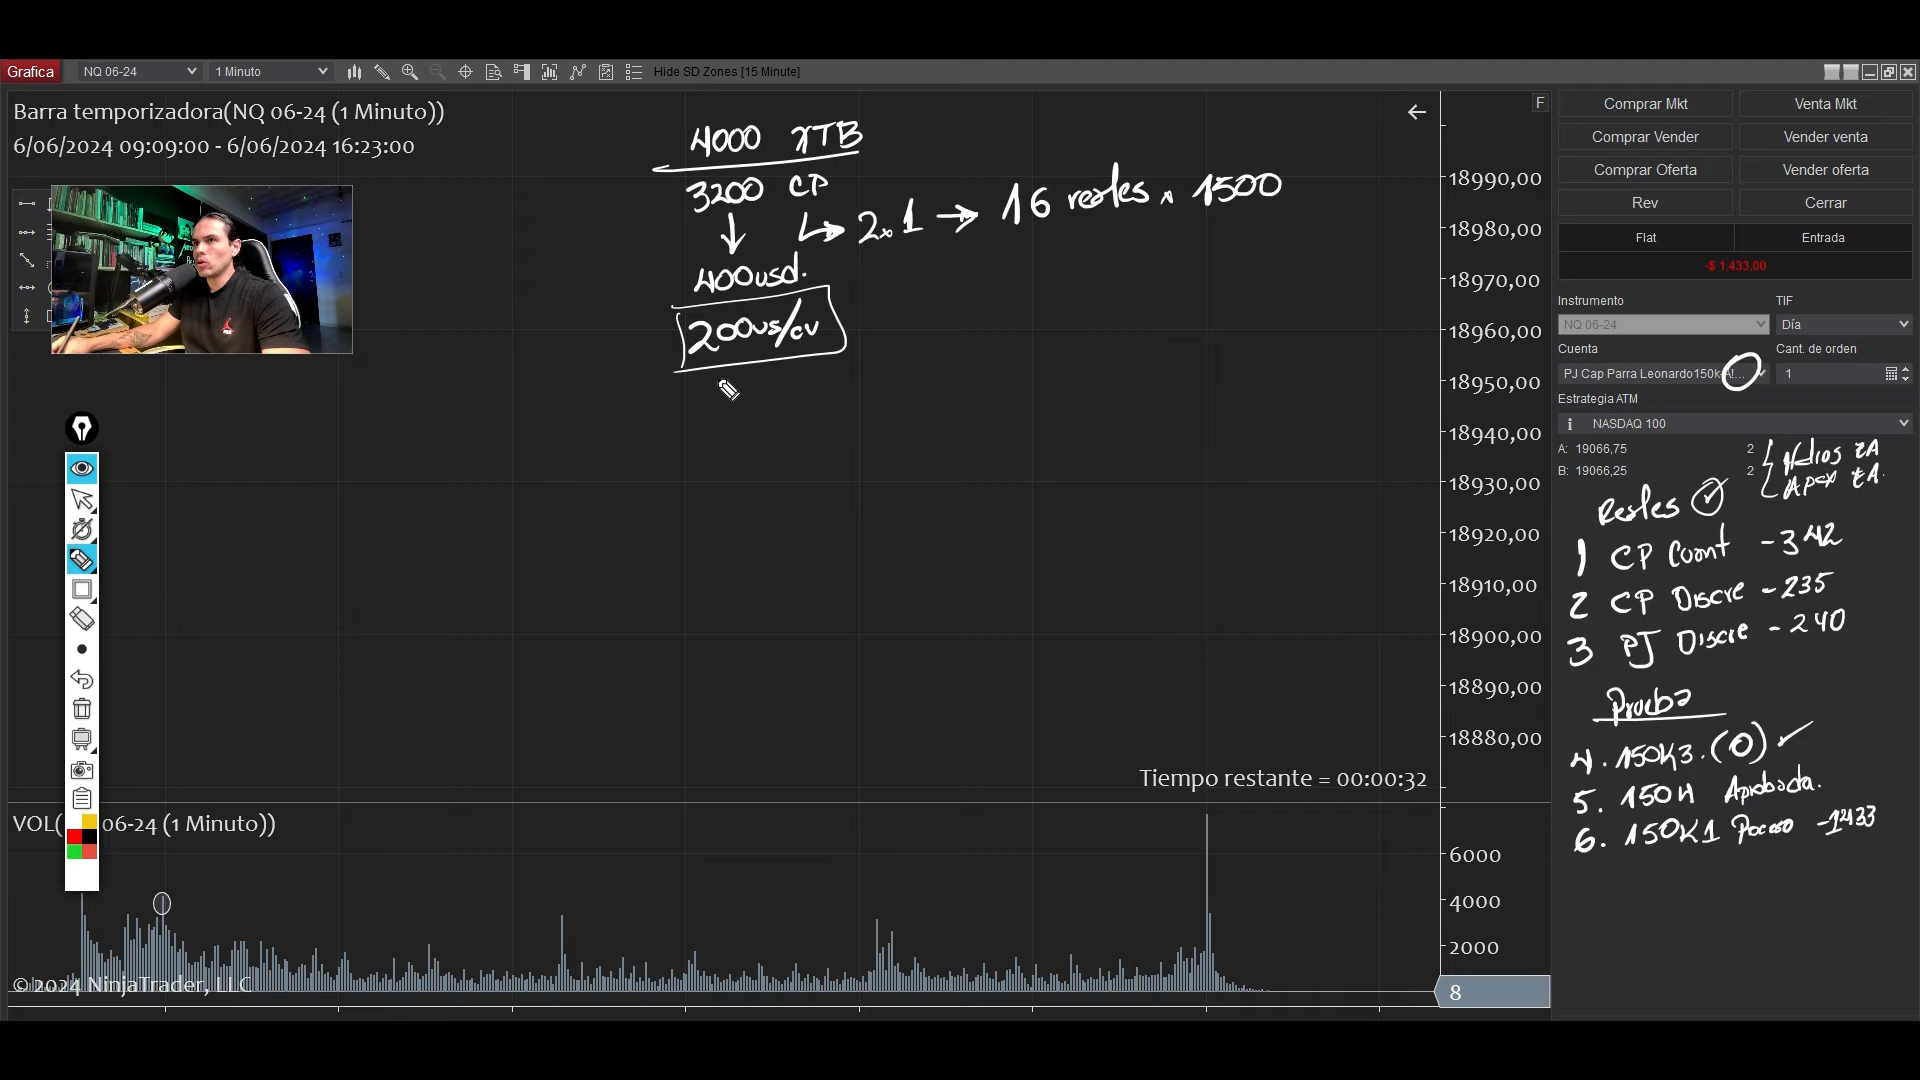 Grafica NQ 06-24 1 Minuto Hide SD Zones [15 Minute]
Barra temporizadora(NQ 06-24 (1 Minuto))
6/06/2024 09:09:00 - 6/06/2024 16:23:00
F
4000 XTB
3200 CP
2x1 → 16 reales x 1500
400usd.
200us/cu
18990,00
18980,00
18970,00
18960,00
18950,00
18940,00
18930,00
18920,00
18910,00
18900,00
18890,00
18880,00
Tiempo restante = 00:00:32
VOL( 06-24 (1 Minuto))
6000
4000
2000
8
© 2024 NinjaTrader, LLC
Comprar Mkt Venta Mkt
Comprar Vender Vender venta
Comprar Oferta Vender oferta
Rev Cerrar
Flat Entrada
-$ 1.433,00
Instrumento TIF
NQ 06-24 Día
Cuenta Cant. de orden
PJ Cap Parra Leonardo150k 1
Estrategia ATM
NASDAQ 100
A: 19066,75 2
B: 19066,25 2
Helios EA
Apex EA.
Reales
1 CP Cuant -342
2 CP Discre -235
3 PJ Discre -240
Prueba
4. 150K3. (0) ✓
5. 150H Aprobada.
6. 150K1 Proceso -1433